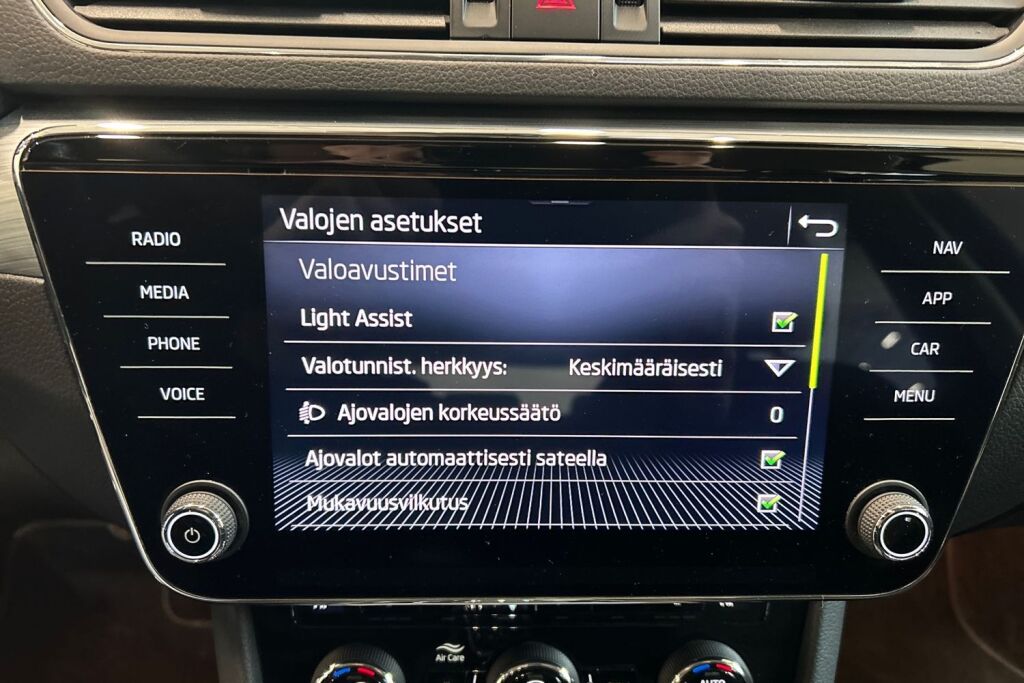 Valojen asetukset
RADIO
MEDIA
PHONE
VOICE
Valoavustimet
Light Assist
Valotunnist. herkkyys: Keskimääräisesti
Ajovalojen korkeussäätö 0
Ajovalot automaattisesti sateella
Mukavuusvilkutus
NAV
APP
CAR
MENU
Air Care
AUTO